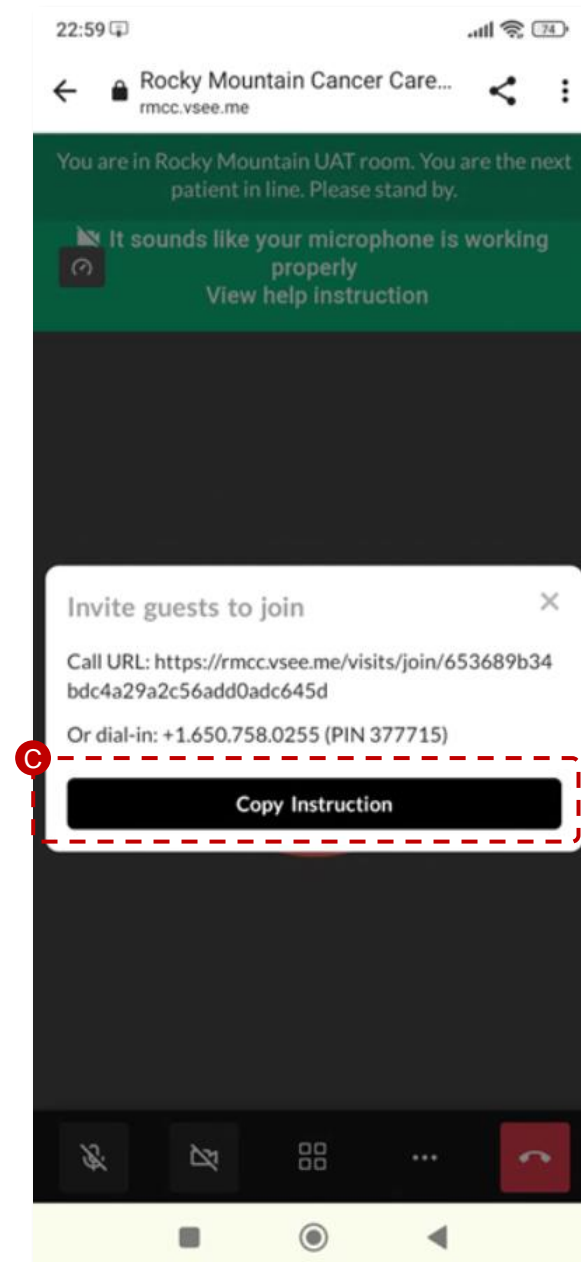 22:59
74
Rocky Mountain Cancer Care...
rmcc.vsee.me
You are in Rocky Mountain UAT room. You are the next
patient in line. Please stand by.
It sounds like your microphone is working
properly
View help instruction
Invite guests to join
Call URL: https://rmcc.vsee.me/visits/join/653689b34
bdc4a29a2c56add0adc645d
Or dial-in: +1.650.758.0255 (PIN 377715)
C
Copy Instruction